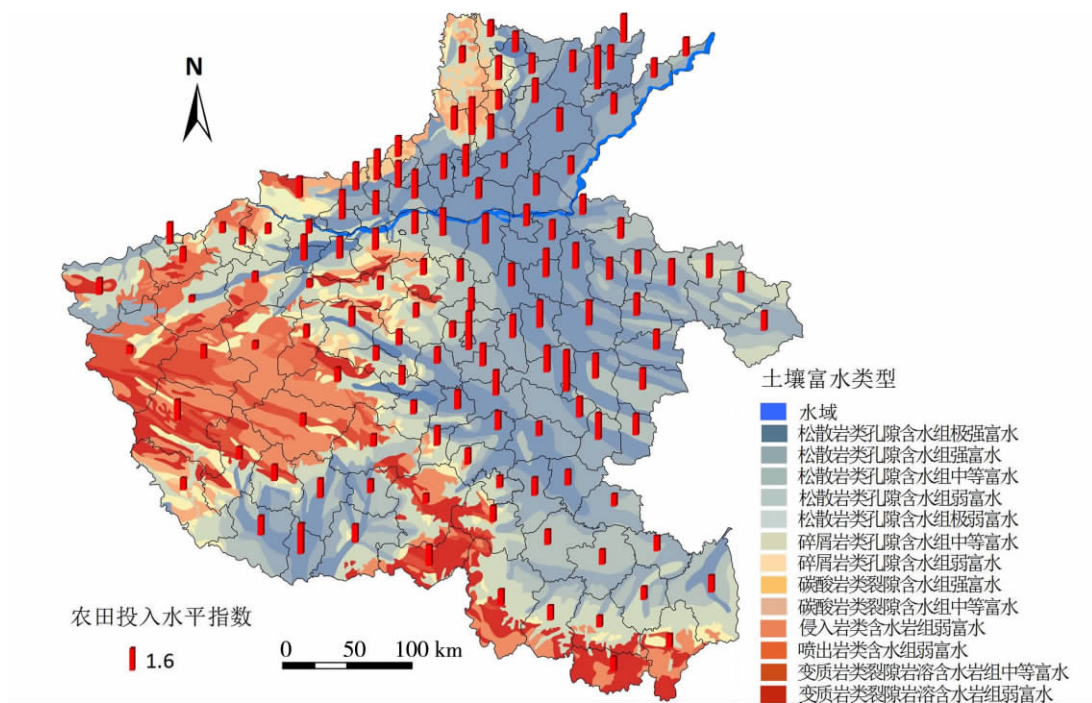 N
土壤富水类型
水域
松散岩类孔隙含水组极强富水
松散岩类孔隙含水组强富水
松散岩类孔隙含水组中等富水
松散岩类孔隙含水组弱富水
松散岩类孔隙含水组极弱富水
碎屑岩类孔隙含水组中等富水
碎屑岩类孔隙含水组弱富水
碳酸岩类裂隙含水组强富水
碳酸岩类裂隙含水组中等富水
侵入岩类含水岩组弱富水
喷出岩类含水组弱富水
变质岩类裂隙岩溶含水岩组中等富水
变质岩类裂隙岩溶含水岩组弱富水
农田投入水平指数
1.6
0 50 100 km